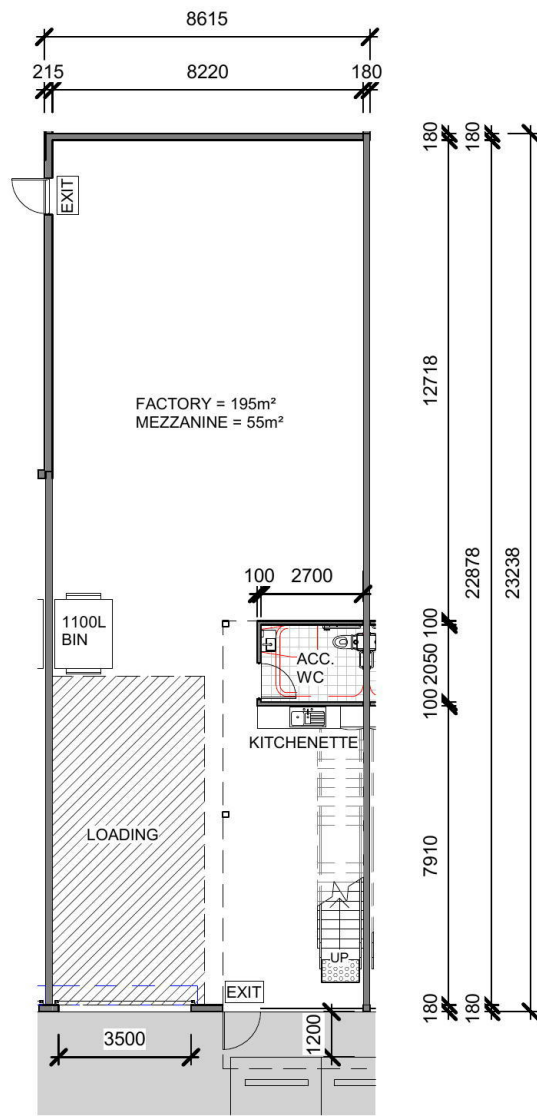 8615
215
8220
180
180
180
EXIT
12718
FACTORY = 195m²
MEZZANINE = 55m²
22878
23238
100
2700
1100L
BIN
ACC.
WC
100
2050
100
KITCHENETTE
LOADING
7910
UP
EXIT
180
180
3500
1200